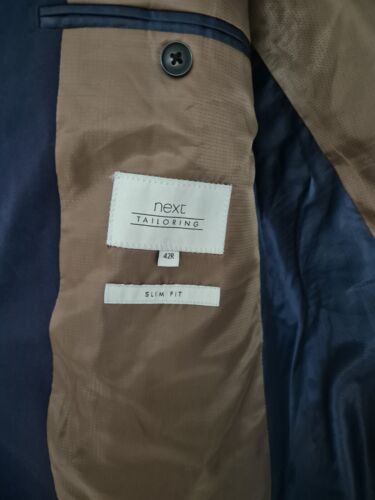 next
TAILORING
42R
SLIM FIT